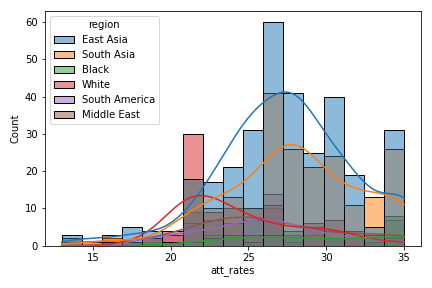 60
50
40
30
20
10
0
Count
region
East Asia
South Asia
Black
White
South America
Middle East
15 20 25 30 35
att_rates